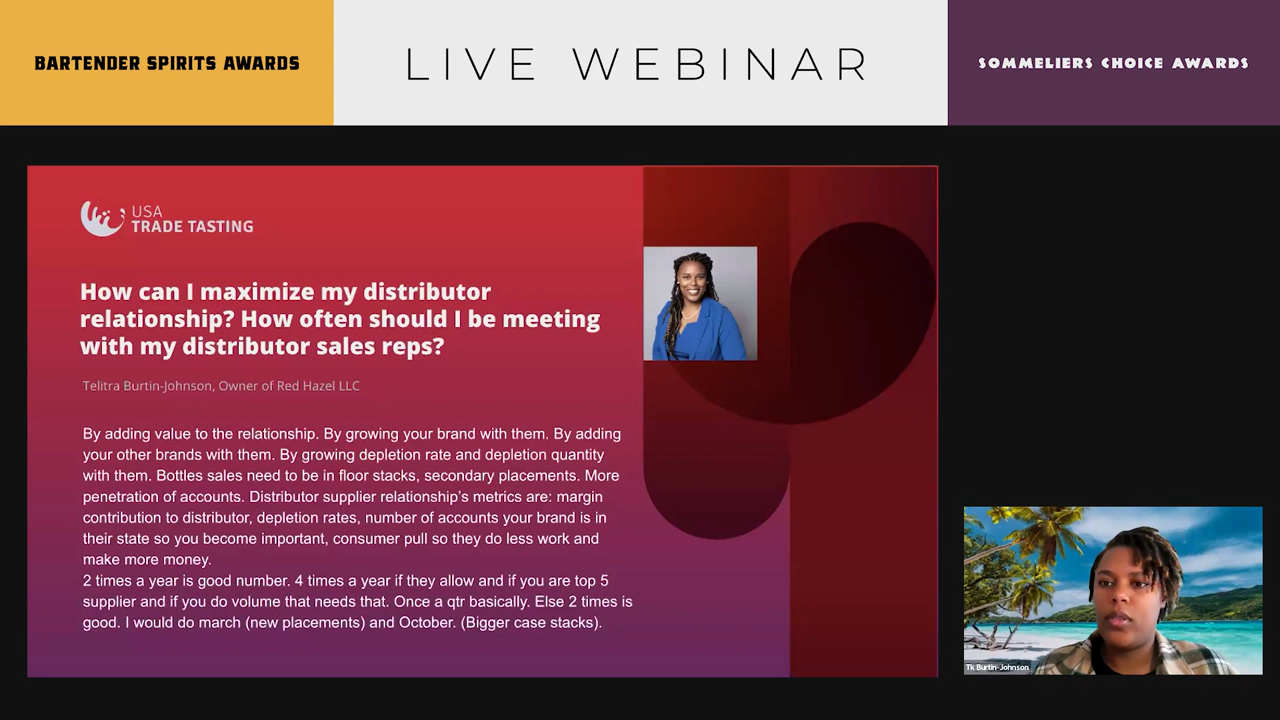 BARTENDER SPIRITS AWARDS
LIVE WEBINAR
SOMMELIERS CHOICE AWARDS
USA
TRADE TASTING
How can I maximize my distributor
relationship? How often should I be meeting
with my distributor sales reps?
Telitra Burtin-Johnson, Owner of Red Hazel LLC
By adding value to the relationship. By growing your brand with them. By adding
your other brands with them. By growing depletion rate and depletion quantity
with them. Bottles sales need to be in floor stacks, secondary placements. More
penetration of accounts. Distributor supplier relationship's metrics are: margin
contribution to distributor, depletion rates, number of accounts your brand is in
their state so you become important, consumer pull so they do less work and
make more money.
2 times a year is good number. 4 times a year if they allow and if you are top 5
supplier and if you do volume that needs that. Once a qtr basically. Else 2 times is
good. I would do march (new placements) and October. (Bigger case stacks).
Tk Burtin-Johnson